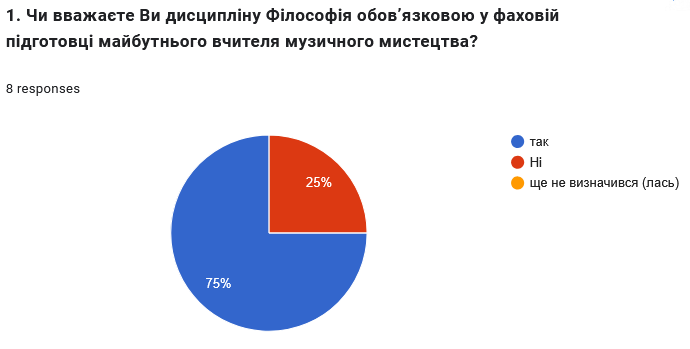 1. Чи вважаєте Ви дисципліну Філософія обов’язковою у фаховій
підготовці майбутнього вчителя музичного мистецтва?
8 responses
так
Ні
ще не визначився (лась)
25%
75%